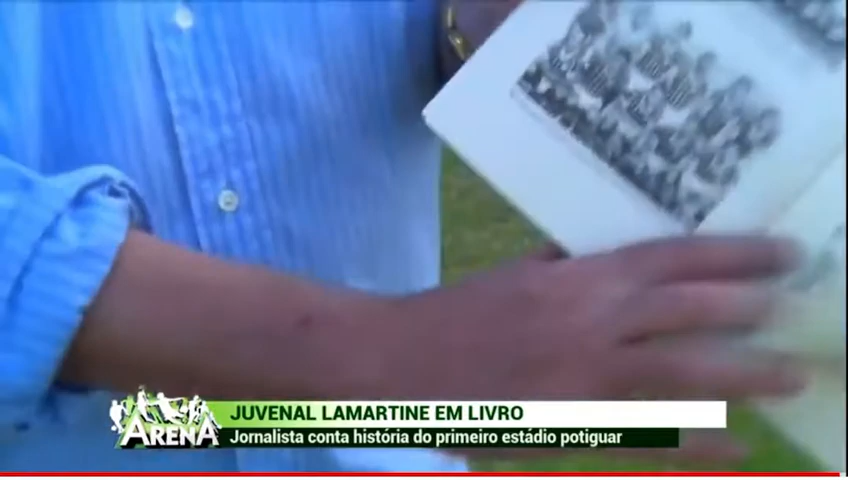 JUVENAL LAMARTINE EM LIVRO
ARENA
Jornalista conta história do primeiro estádio potiguar